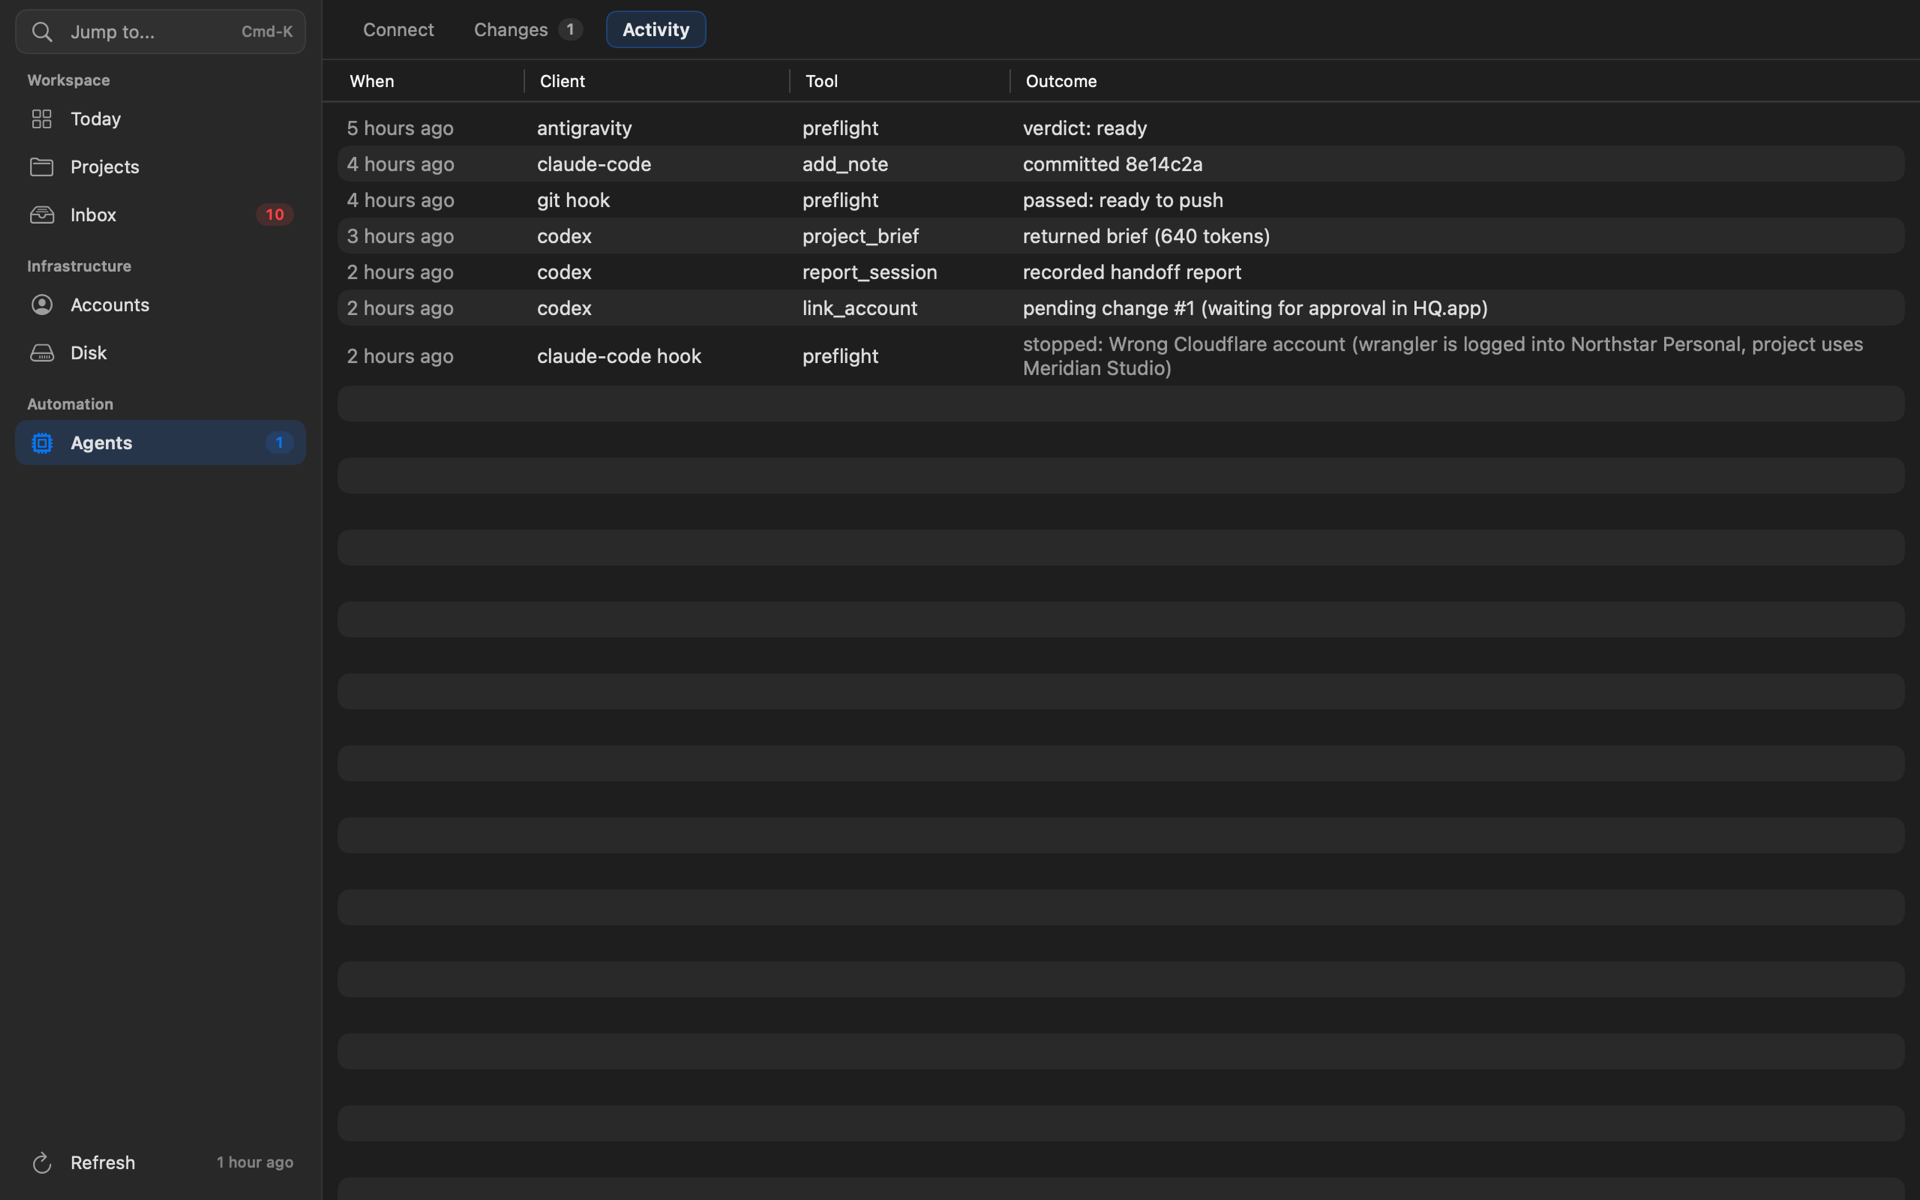 Jump to... Cmd-K
Workspace
Today
Projects
Inbox 10
Infrastructure
Accounts
Disk
Automation
Agents 1
Refresh 1 hour ago
Connect Changes 1 Activity
When Client Tool Outcome
5 hours ago antigravity preflight verdict: ready
4 hours ago claude-code add_note committed 8e14c2a
4 hours ago git hook preflight passed: ready to push
3 hours ago codex project_brief returned brief (640 tokens)
2 hours ago codex report_session recorded handoff report
2 hours ago codex link_account pending change #1 (waiting for approval in HQ.app)
2 hours ago claude-code hook preflight stopped: Wrong Cloudflare account (wrangler is logged into Northstar Personal, project uses
Meridian Studio)